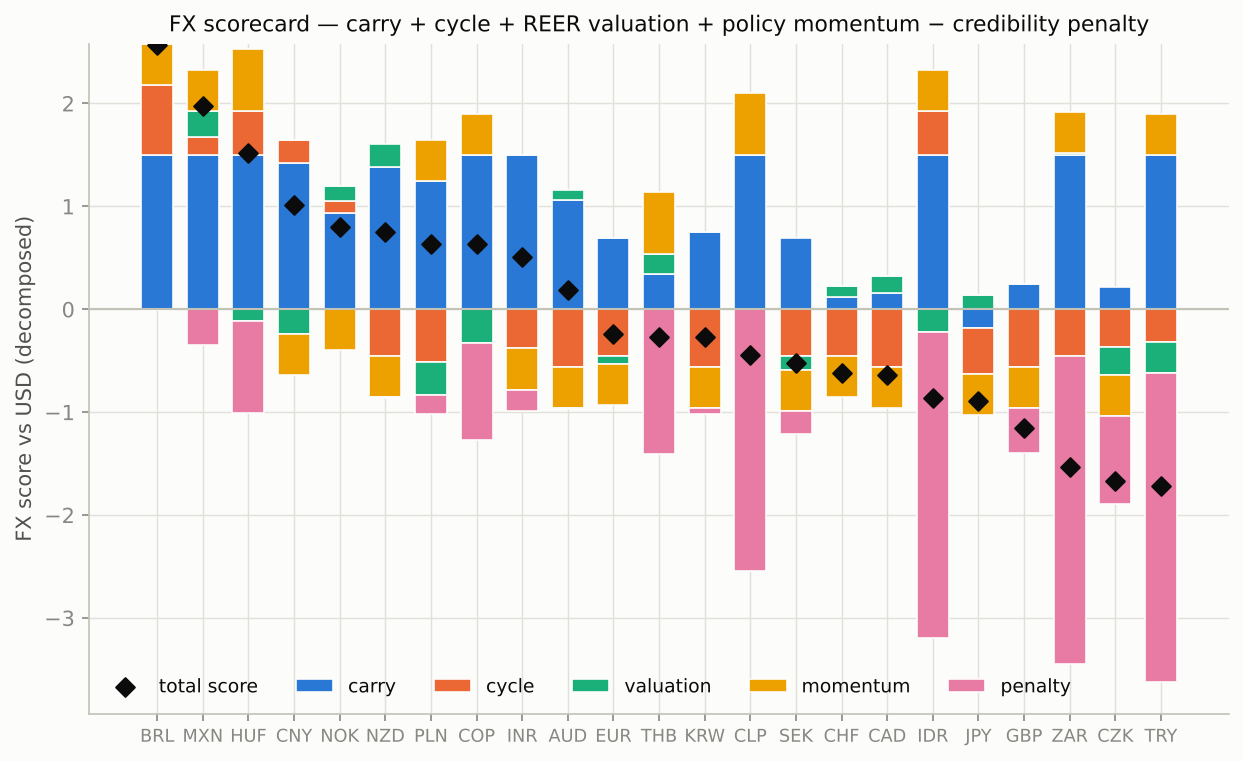 FX scorecard — carry + cycle + REER valuation + policy momentum − credibility penalty
FX score vs USD (decomposed)
2
1
0
−1
−2
−3
total score
carry
cycle
valuation
momentum
penalty
BRL MXN HUF CNY NOK NZD PLN COP INR AUD EUR THB KRW CLP SEK CHF CAD IDR JPY GBP ZAR CZK TRY